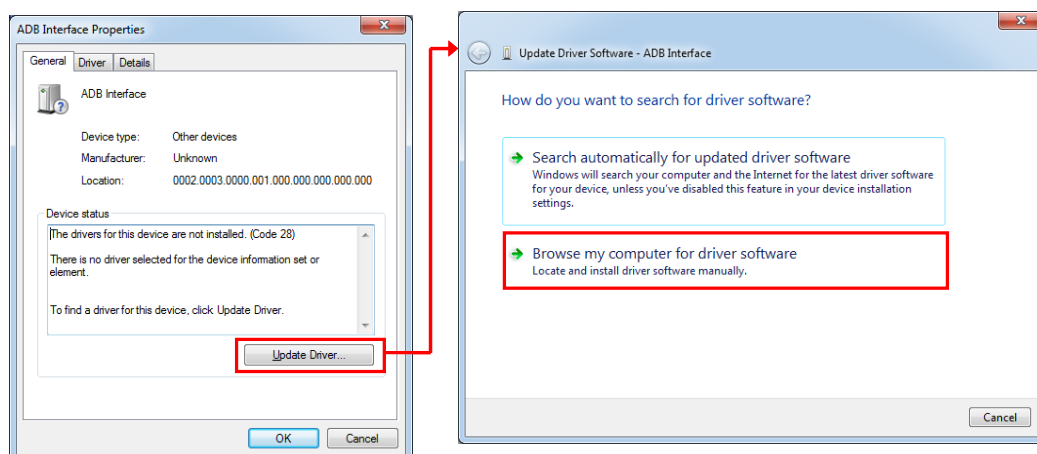 ADB Interface Properties
General Driver Details
ADB Interface
Device type: Other devices
Manufacturer: Unknown
Location: 0002.0003.0000.001.000.000.000.000.000
Device status
The drivers for this device are not installed. (Code 28)
There is no driver selected for the device information set or
element.
To find a driver for this device, click Update Driver.
Update Driver...
OK Cancel
Update Driver Software - ADB Interface
How do you want to search for driver software?
Search automatically for updated driver software
Windows will search your computer and the Internet for the latest driver software
for your device, unless you've disabled this feature in your device installation
settings.
Browse my computer for driver software
Locate and install driver software manually.
Cancel